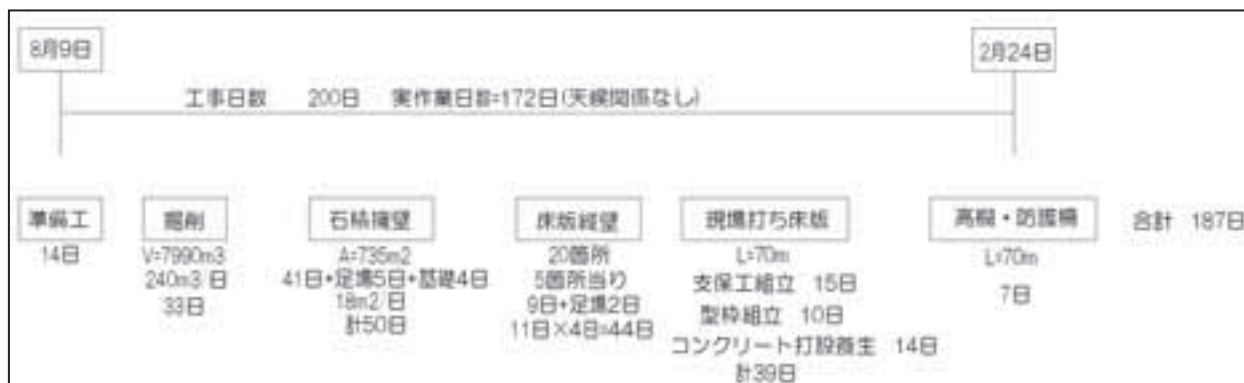 8月9日
2月24日
工事日数 200日 実作業日数=172日(天候関係なし)
準備工
14日
掘削
V=7990m3
240m3 日
33日
石積擁壁
A=735m2
41日+足場5日+基礎4日
18m2/日
計50日
床版縦壁
20箇所
5箇所当り
9日+足場2日
11日×4日=44日
現場打ち床版
L=70m
支保工組立 15日
型枠組立 10日
コンクリート打設養生 14日
計39日
高欄・防護柵
L=70m
7日
合計 187日